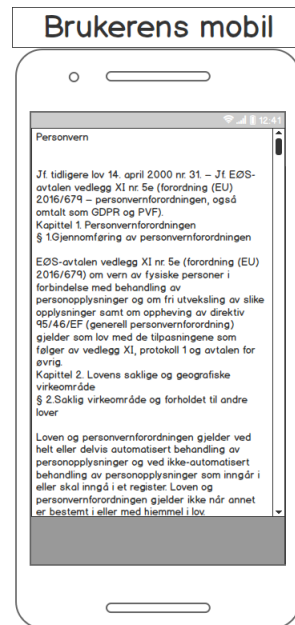 Brukerens mobil
12:41
Personvern
Jf. tidligere lov 14. april 2000 nr. 31. – Jf. EØS-
avtalen vedlegg XI nr. 5e (forordning (EU)
2016/679 – personvernforordningen, også
omtalt som GDPR og PVF).
Kapittel 1. Personvernforordningen
§ 1.Gjennomføring av personvernforordningen
EØS-avtalen vedlegg XI nr. 5e (forordning (EU)
2016/679) om vern av fysiske personer i
forbindelse med behandling av
personopplysninger og om fri utveksling av slike
opplysninger samt om oppheving av direktiv
95/46/EF (generell personvernforordning)
gjelder som lov med de tilpasningene som
følger av vedlegg XI, protokoll 1 og avtalen for
øvrig.
Kapittel 2. Lovens saklige og geografiske
virkeområde
§ 2.Saklig virkeområde og forholdet til andre
lover
Loven og personvernforordningen gjelder ved
helt eller delvis automatisert behandling av
personopplysninger og ved ikke-automatisert
behandling av personopplysninger som inngår i
eller skal inngå i et register. Loven og
personvernforordningen gjelder ikke når annet
er bestemt i eller med hjemmel i lov.